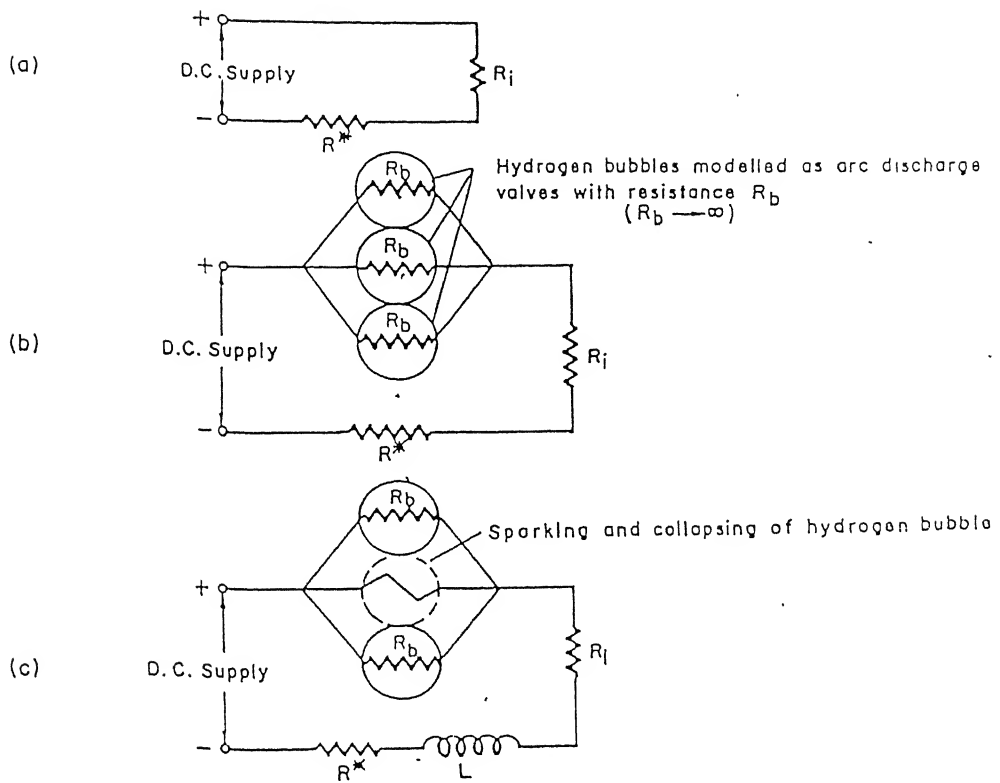 (a)
+
D.C. Supply
Ri
-
R*
Hydrogen bubbles modelled as arc discharge
valves with resistance Rb
(Rb → ∞)
Rb
Rb
Rb
(b)
+
D.C. Supply
Ri
-
R*
Rb
Sparking and collapsing of hydrogen bubble
+
Rb
(c)
D.C. Supply
Ri
-
R*
L